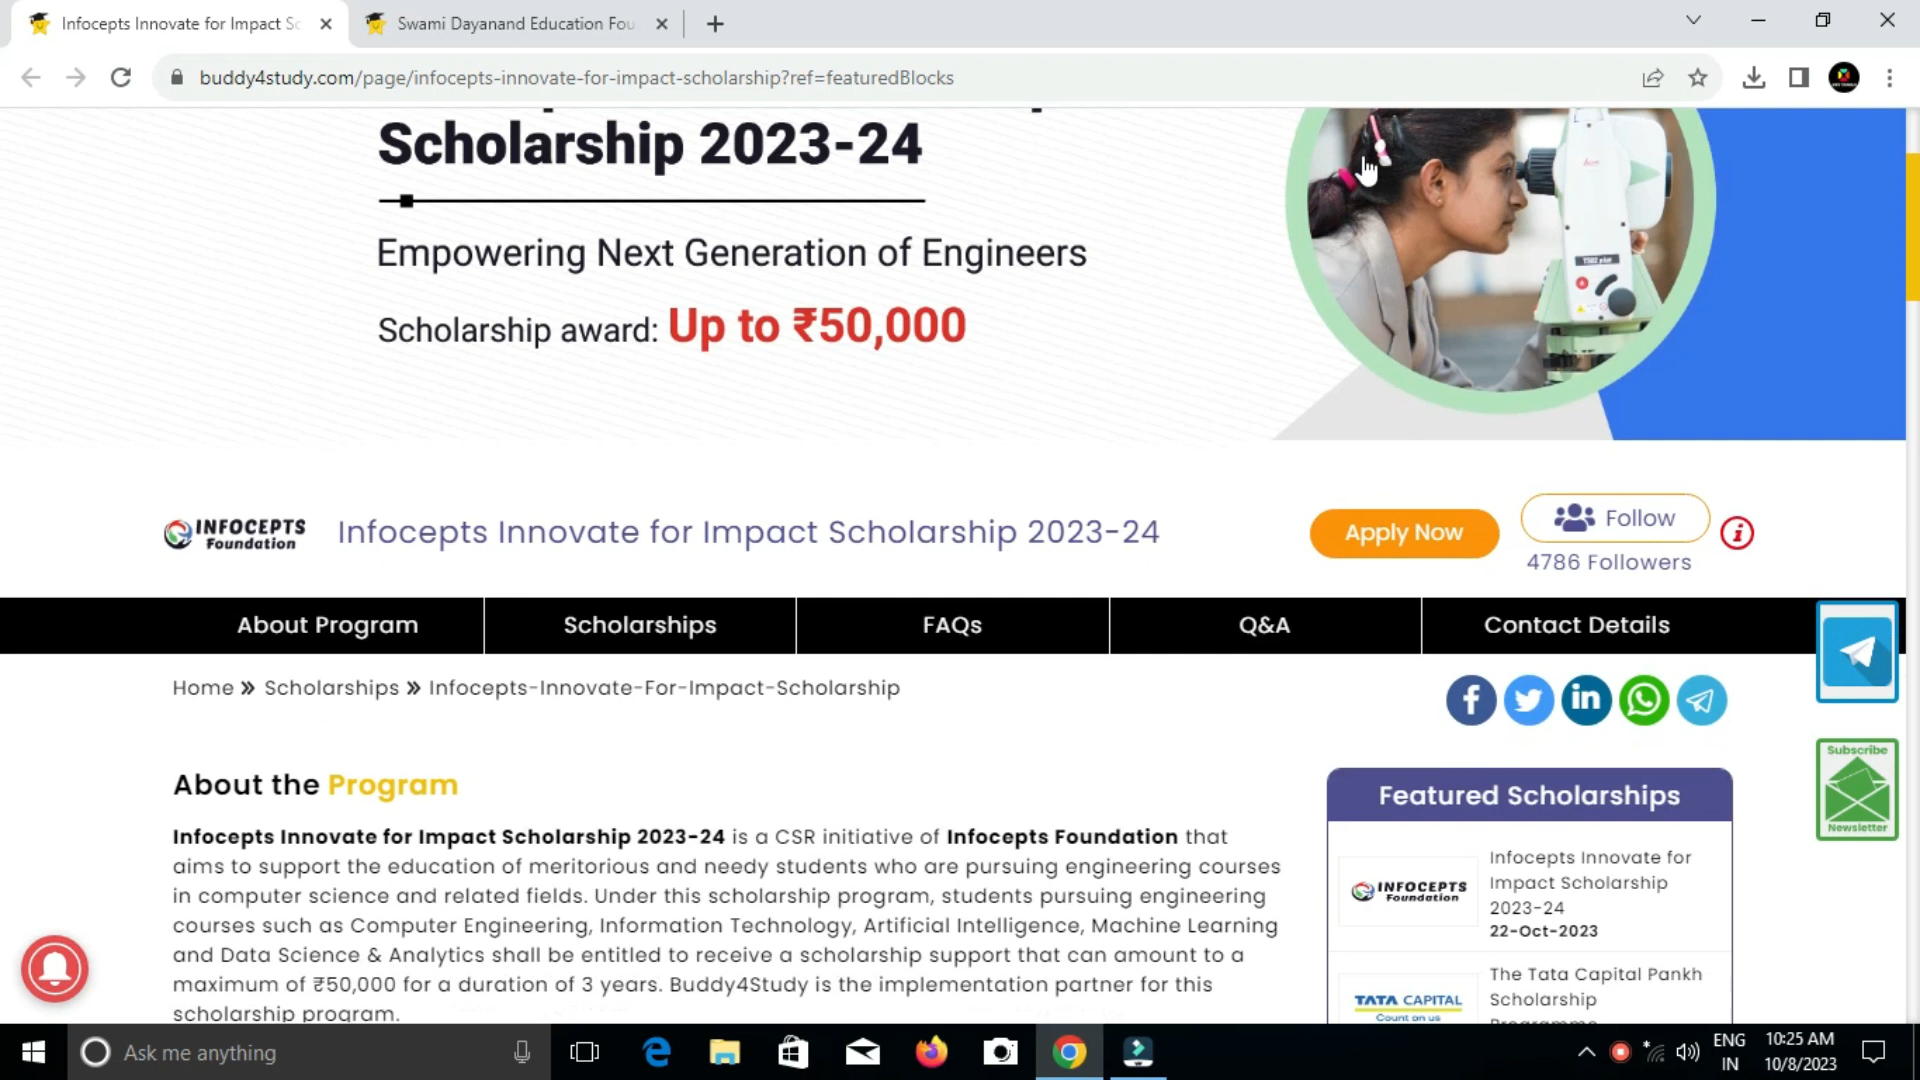 Infocepts Innovate for Impact Sc
Swami Dayanand Education Fou
buddy4study.com/page/infocepts-innovate-for-impact-scholarship?ref=featuredBlocks
Scholarship 2023-24
Empowering Next Generation of Engineers
Scholarship award: Up to ₹50,000
INFOCEPTS
Foundation
Infocepts Innovate for Impact Scholarship 2023-24
Apply Now
Follow
4786 Followers
About Program
Scholarships
FAQs
Q&A
Contact Details
Home » Scholarships » Infocepts-Innovate-For-Impact-Scholarship
About the Program
Infocepts Innovate for Impact Scholarship 2023-24 is a CSR initiative of Infocepts Foundation that
aims to support the education of meritorious and needy students who are pursuing engineering courses
in computer science and related fields. Under this scholarship program, students pursuing engineering
courses such as Computer Engineering, Information Technology, Artificial Intelligence, Machine Learning
and Data Science & Analytics shall be entitled to receive a scholarship support that can amount to a
maximum of ₹50,000 for a duration of 3 years. Buddy4Study is the implementation partner for this
scholarship program.
Featured Scholarships
INFOCEPTS
Foundation
Infocepts Innovate for
Impact Scholarship
2023-24
22-Oct-2023
TATA CAPITAL
Count on us
The Tata Capital Pankh
Scholarship
Programme
Subscribe
Newsletter
Ask me anything
ENG
IN
10:25 AM
10/8/2023